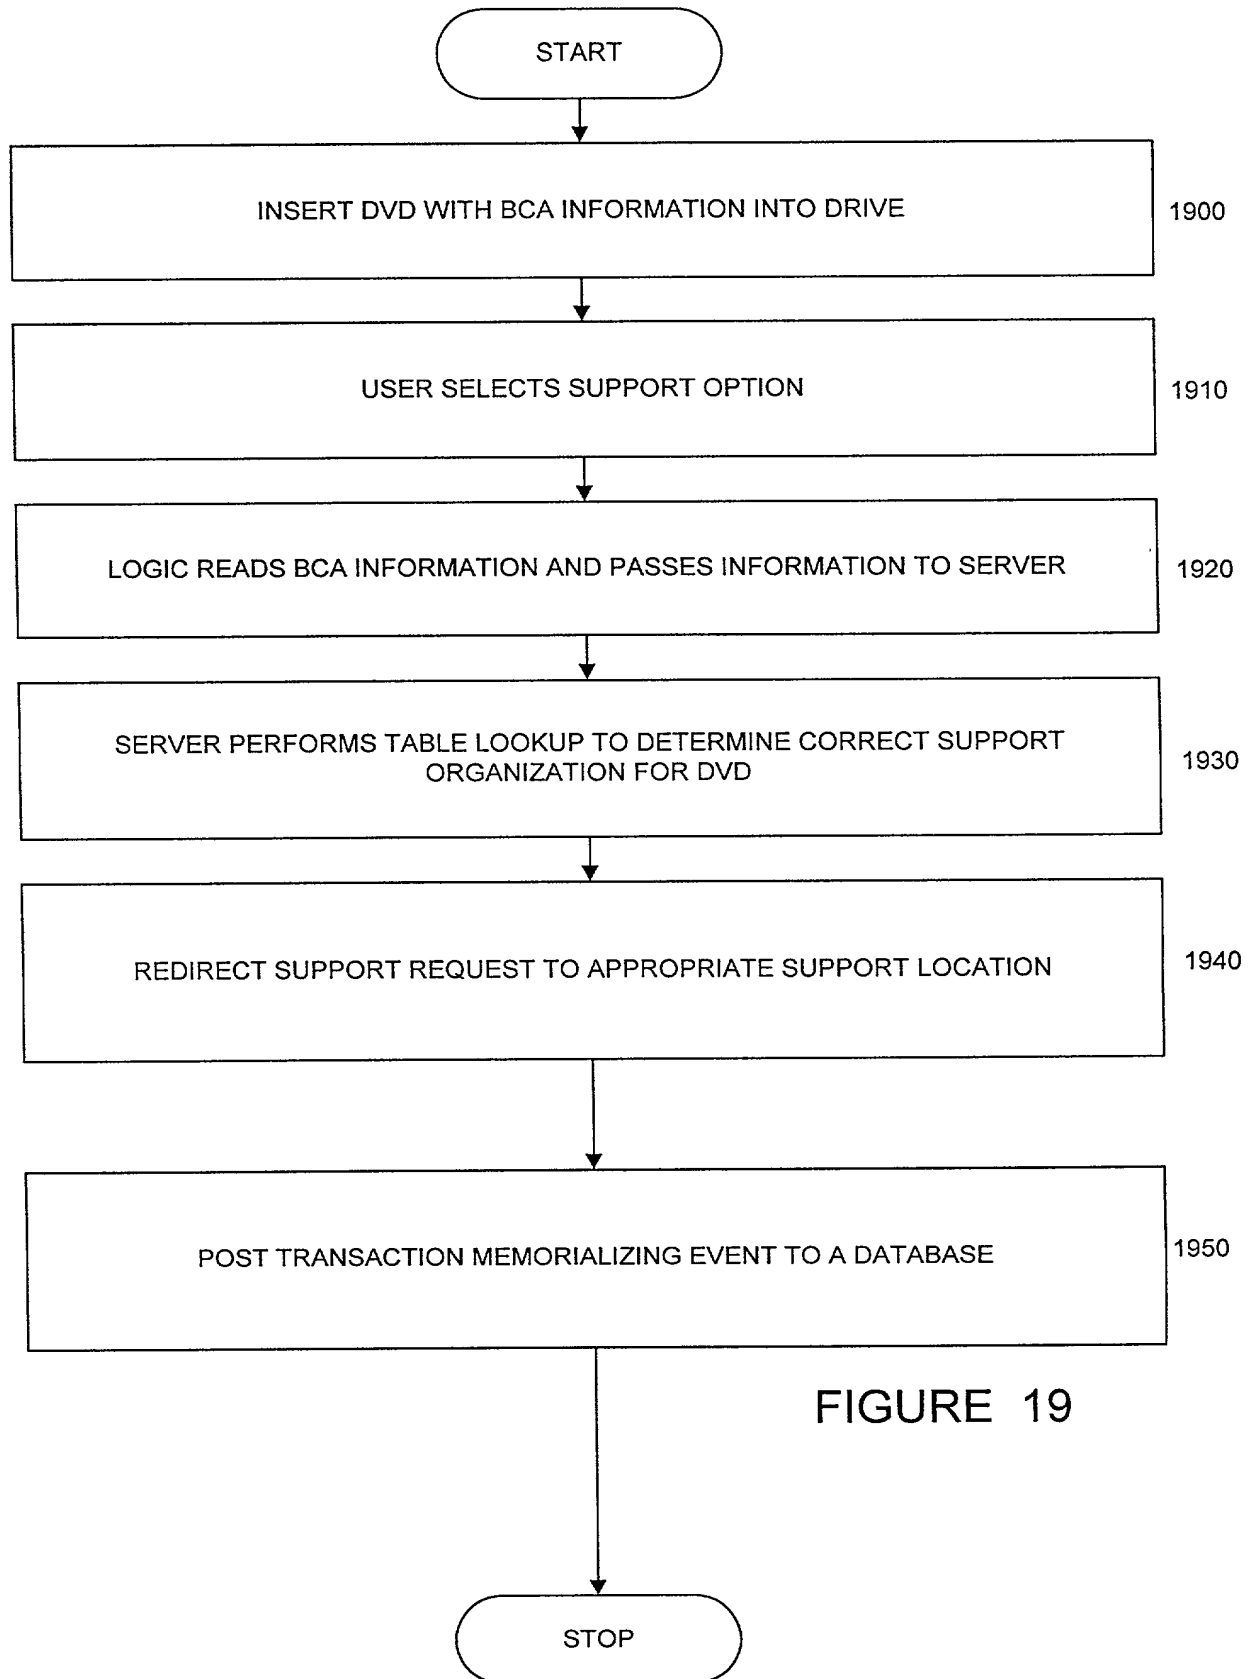 START
INSERT DVD WITH BCA INFORMATION INTO DRIVE
1900
USER SELECTS SUPPORT OPTION
1910
LOGIC READS BCA INFORMATION AND PASSES INFORMATION TO SERVER
1920
SERVER PERFORMS TABLE LOOKUP TO DETERMINE CORRECT SUPPORT
ORGANIZATION FOR DVD
1930
REDIRECT SUPPORT REQUEST TO APPROPRIATE SUPPORT LOCATION
1940
POST TRANSACTION MEMORIALIZING EVENT TO A DATABASE
1950
FIGURE 19
STOP